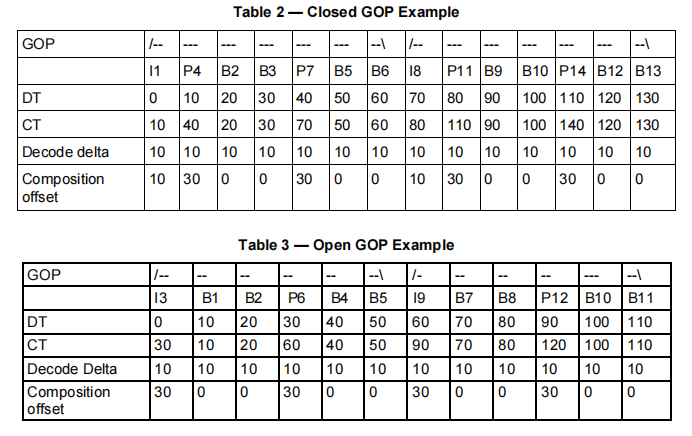 Table 2 — Closed GOP Example
GOP /-- --- --- --- --- --- --\ /-- --- --- --- --- --- --\
I1 P4 B2 B3 P7 B5 B6 I8 P11 B9 B10 P14 B12 B13
DT 0 10 20 30 40 50 60 70 80 90 100 110 120 130
CT 10 40 20 30 70 50 60 80 110 90 100 140 120 130
Decode delta 10 10 10 10 10 10 10 10 10 10 10 10 10 10
Composition 10 30 0 0 30 0 0 10 30 0 0 30 0 0
offset
Table 3 — Open GOP Example
GOP /-- -- -- -- -- --\ /- -- -- -- --- --\
I3 B1 B2 P6 B4 B5 I9 B7 B8 P12 B10 B11
DT 0 10 20 30 40 50 60 70 80 90 100 110
CT 30 10 20 60 40 50 90 70 80 120 100 110
Decode Delta 10 10 10 10 10 10 10 10 10 10 10 10
Composition 30 0 0 30 0 0 30 0 0 30 0 0
offset